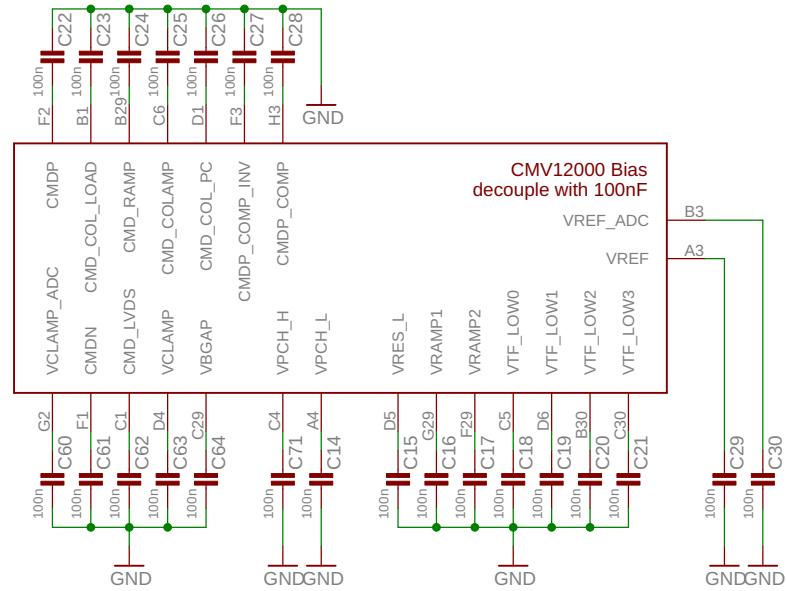 C22 C23 C24 C25 C26 C27 C28
100n 100n 100n 100n 100n 100n 100n
F2 B1 B29 C6 D1 F3 H3 GND
CMDP CMD_COL_LOAD CMD_RAMP CMD_COLAMP CMD_COL_PC CMDP_COMP_INV CMDP_COMP
CMV12000 Bias
decouple with 100nF
VREF_ADC B3
VREF A3
VCLAMP_ADC CMDN CMD_LVDS VCLAMP VBGAP VPCH_H VPCH_L VRES_L VRAMP1 VRAMP2 VTF_LOW0 VTF_LOW1 VTF_LOW2 VTF_LOW3
G2 F1 C1 D4 C29 C4 A4 D5 G29 F29 C5 D6 B30 C30
C60 C61 C62 C63 C64 C71 C14 C15 C16 C17 C18 C19 C20 C21 C29 C30
100n 100n 100n 100n 100n 100n 100n 100n 100n 100n 100n 100n 100n 100n 100n 100n
GND GND GND GND GND GND